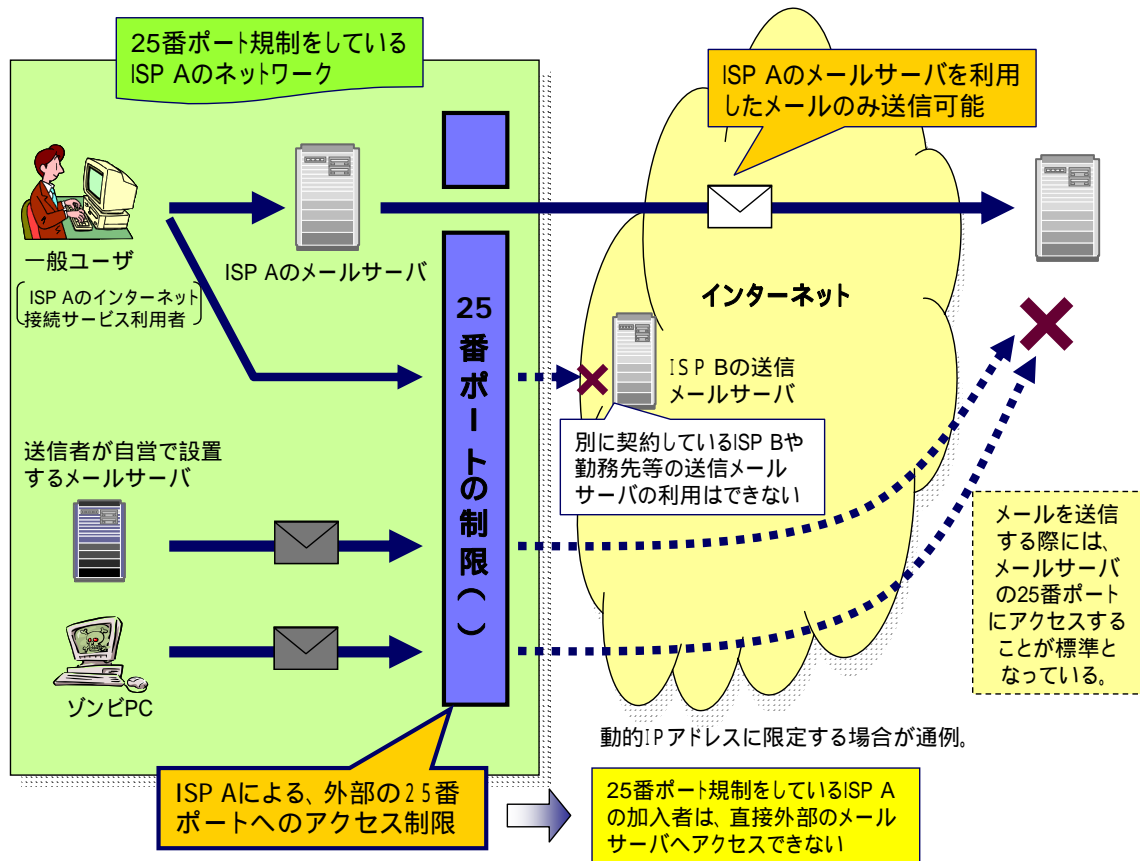 25番ポート規制をしている
ISP Aのネットワーク
ISP Aのメールサーバを利用
したメールのみ送信可能
一般ユーザ
ISP Aのインターネット
接続サービス利用者
ISP Aのメールサーバ
25番ポートの制限( )
インターネット
ISP Bの送信
メールサーバ
別に契約しているISP Bや
勤務先等の送信メール
サーバの利用はできない
送信者が自営で設置
するメールサーバ
ゾンビPC
メールを送信
する際には、
メールサーバ
の25番ポート
にアクセスする
ことが標準と
なっている。
動的IPアドレスに限定する場合が通例。
ISP Aによる、外部の25番
ポートへのアクセス制限
25番ポート規制をしているISP A
の加入者は、直接外部のメール
サーバへアクセスできない